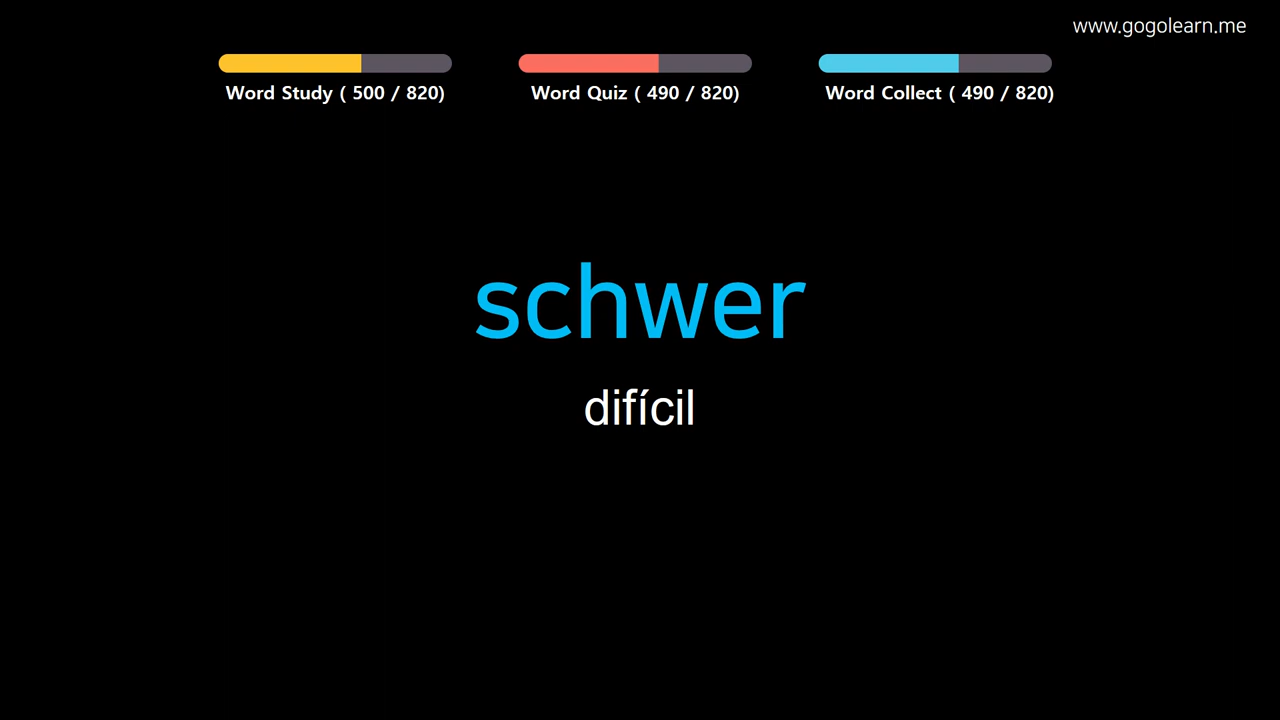 www.gogolearn.me
Word Study ( 500 / 820)
Word Quiz ( 490 / 820)
Word Collect ( 490 / 820)
schwer
difícil